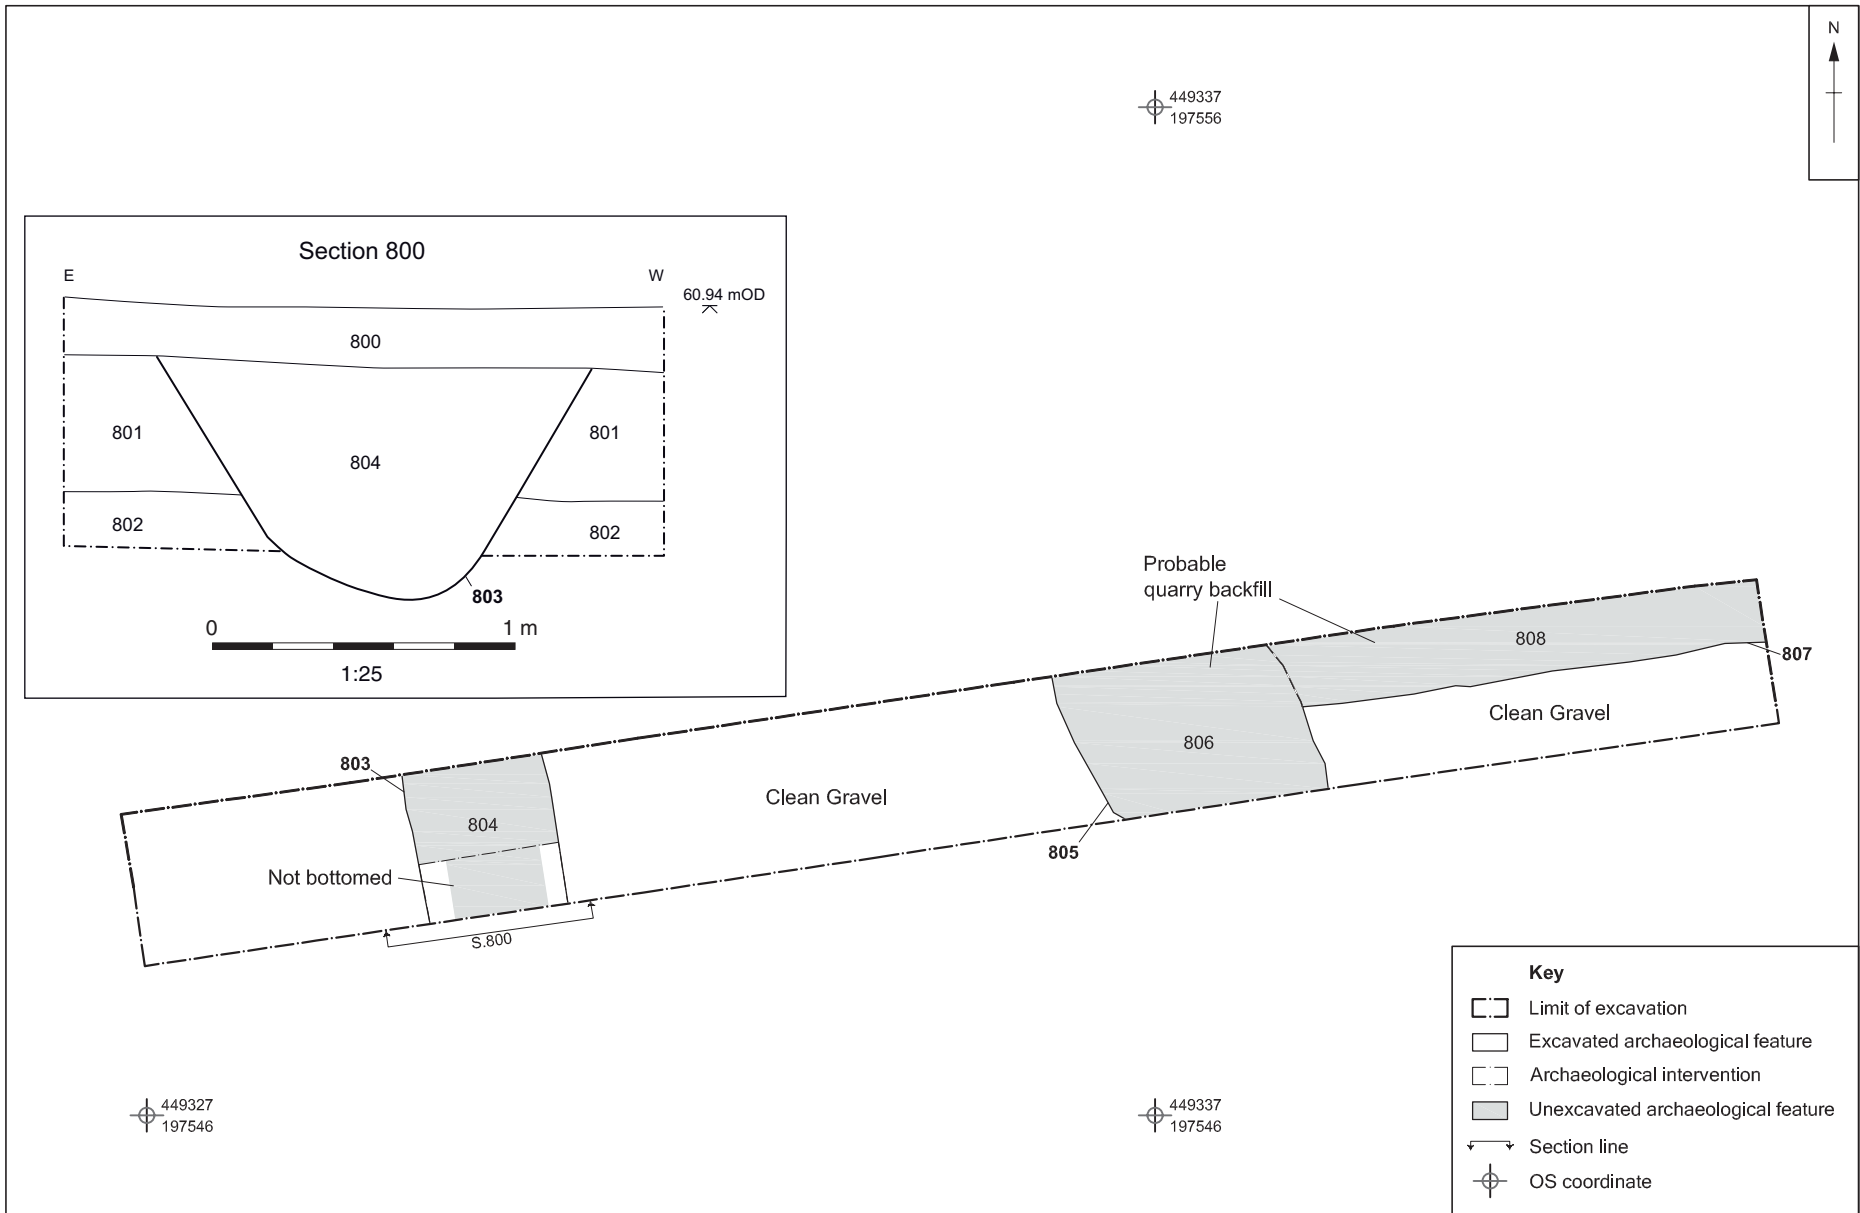 N
449337
197556
Section 800
E
W
60.94 mOD
800
801
801
804
802
802
803
0
1 m
1:25
Probable
quarry backfill
808
807
Clean Gravel
806
803
Clean Gravel
804
805
Not bottomed
S.800
Key
Limit of excavation
Excavated archaeological feature
Archaeological intervention
Unexcavated archaeological feature
Section line
OS coordinate
449327
197546
449337
197546